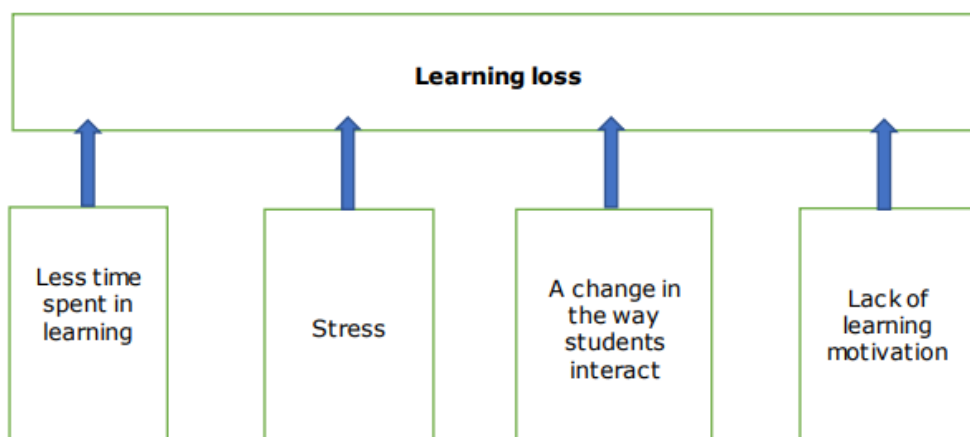 Learning loss
Less time
spent in
learning
Stress
A change in
the way
students
interact
Lack of
learning
motivation